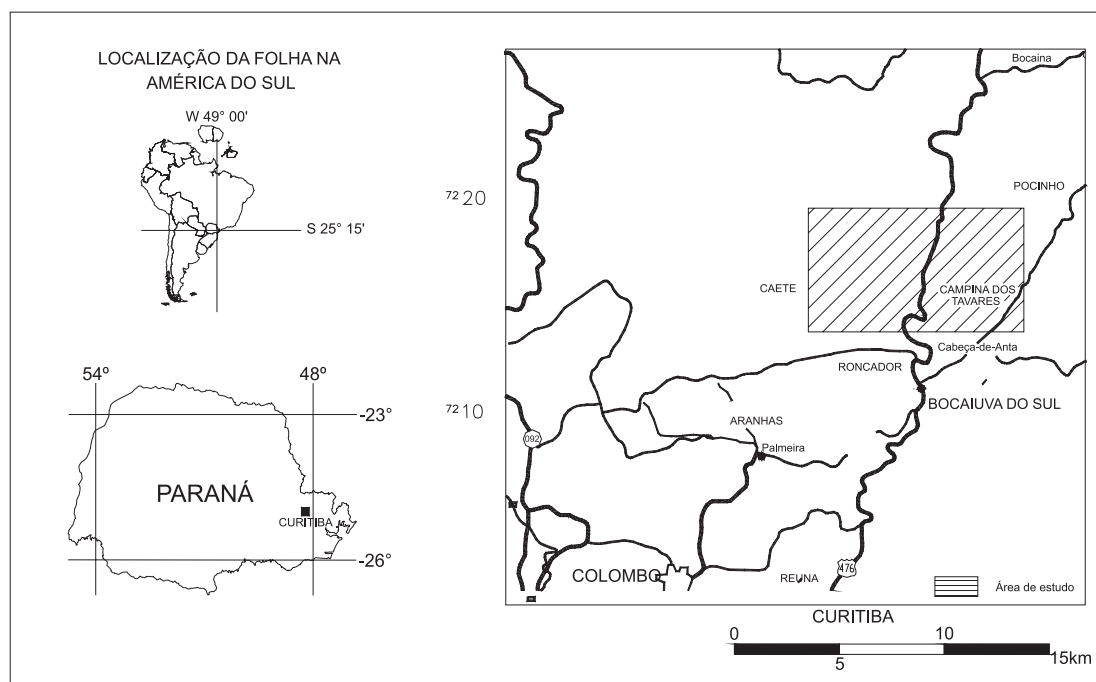 LOCALIZAÇÃO DA FOLHA NA
AMÉRICA DO SUL
W 49° 00'
S 25° 15'
54°
48°
-23°
PARANÁ
CURITIBA
-26°
Bocaina
72 20
POCINHO
CAETE
CAMPINA DOS
TAVARES
Cabeça-de-Anta
RONCADOR
72 10
BOCAIUVA DO SUL
ARANHAS
092
Palmeira
COLOMBO
REUNA
476
Área de estudo
CURITIBA
0
10
5
15km